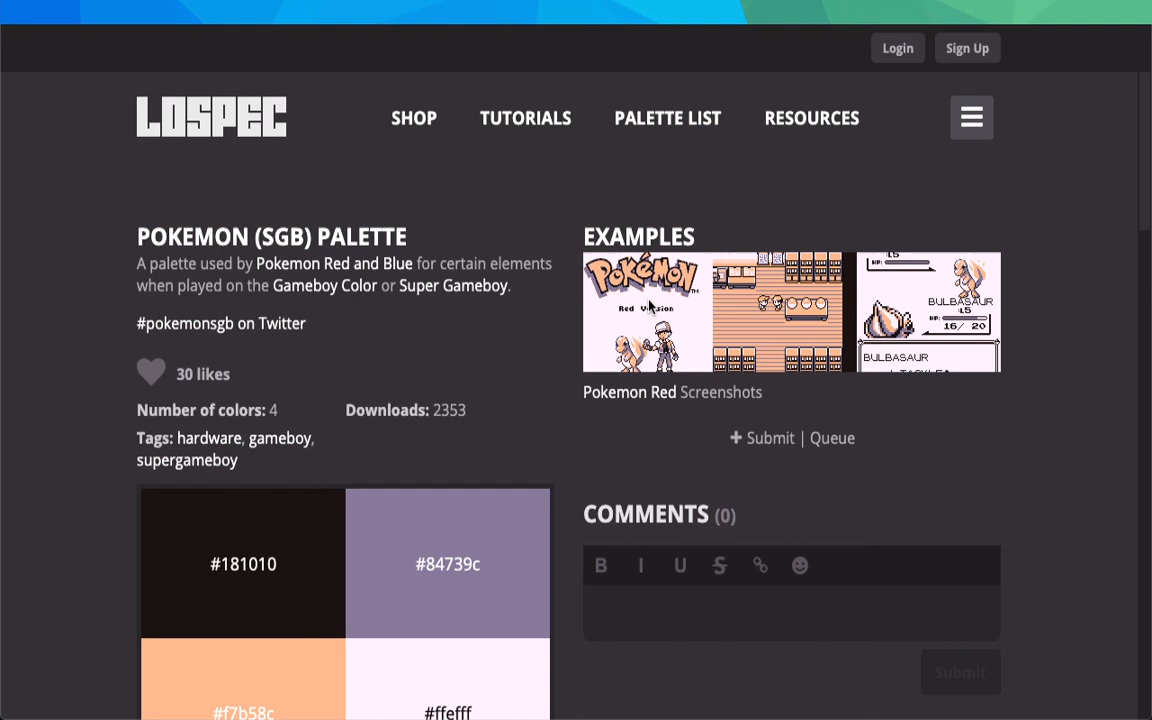 Login
Sign Up
LOSPEC
SHOP
TUTORIALS
PALETTE LIST
RESOURCES
POKEMON (SGB) PALETTE
A palette used by Pokemon Red and Blue for certain elements
when played on the Gameboy Color or Super Gameboy.
#pokemonsgb on Twitter
30 likes
Number of colors: 4
Downloads: 2353
Tags: hardware, gameboy,
supergameboy
#181010
#84739c
#f7b58c
#ffefff
EXAMPLES
POKéMON
TM
Red Version
BULBASAUR
:L5
16/ 20
BULBASAUR
Pokemon Red Screenshots
+ Submit | Queue
COMMENTS (0)
B I U S
Submit